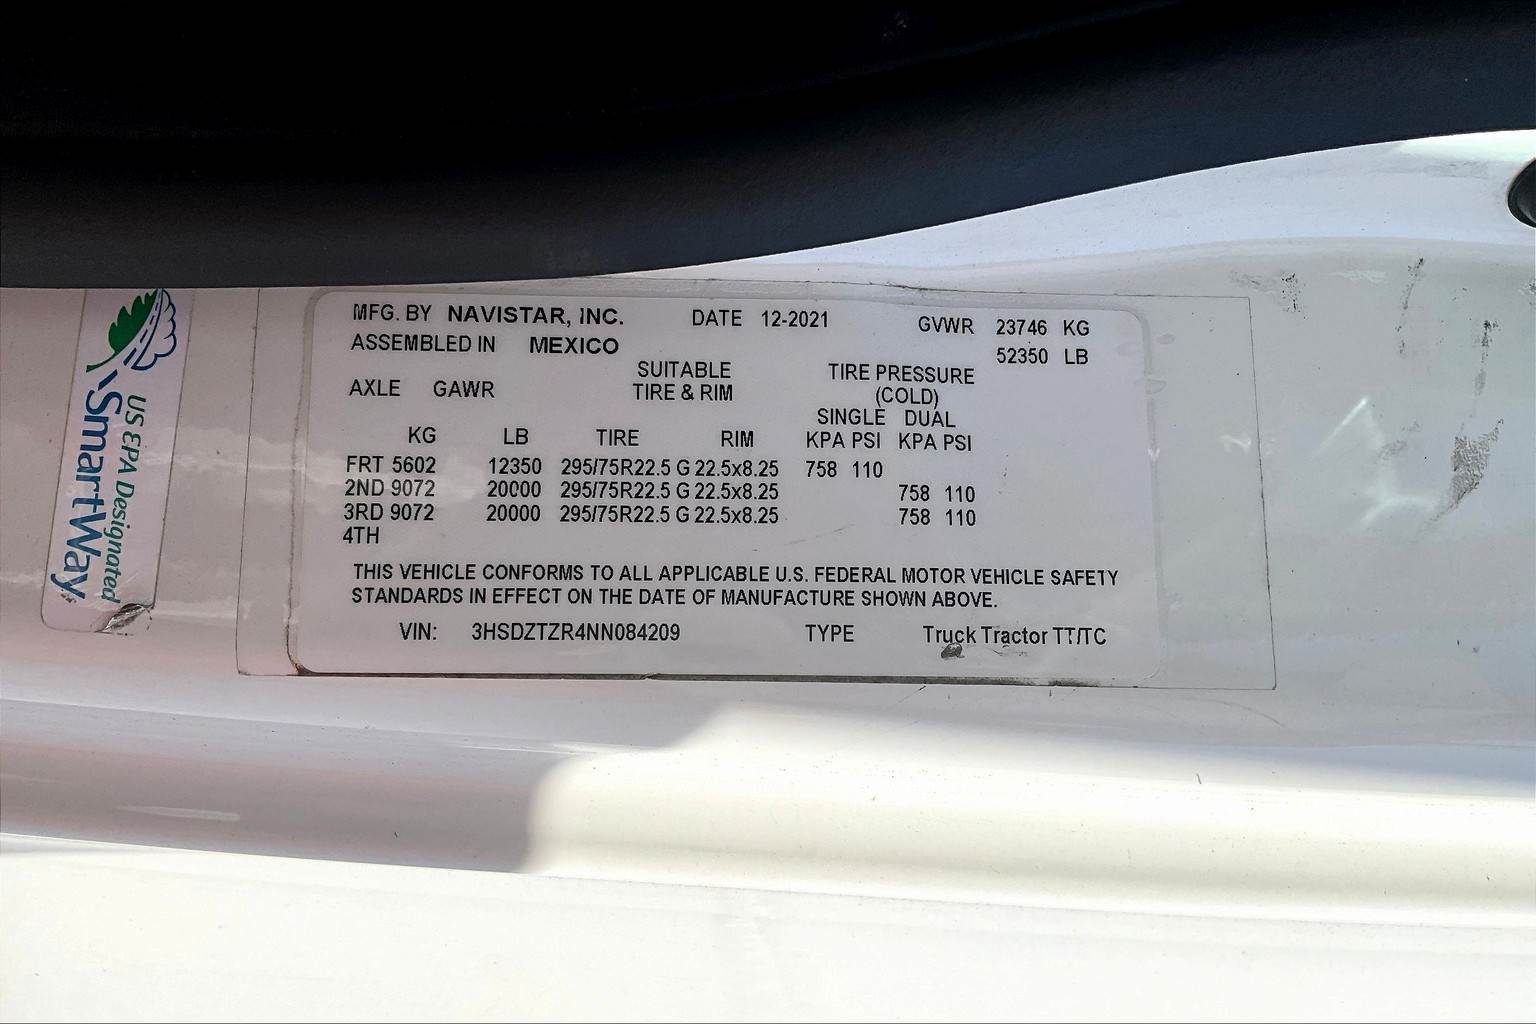 MFG. BY NAVISTAR, INC. DATE 12-2021 GVWR 23746 KG
ASSEMBLED IN MEXICO 52350 LB
AXLE GAWR SUITABLE TIRE & RIM TIRE PRESSURE (COLD)
SINGLE DUAL
KG LB TIRE RIM KPA PSI KPA PSI
FRT 5602 12350 295/75R22.5 G 22.5x8.25 758 110
2ND 9072 20000 295/75R22.5 G 22.5x8.25 758 110
3RD 9072 20000 295/75R22.5 G 22.5x8.25 758 110
4TH
THIS VEHICLE CONFORMS TO ALL APPLICABLE U.S. FEDERAL MOTOR VEHICLE SAFETY
STANDARDS IN EFFECT ON THE DATE OF MANUFACTURE SHOWN ABOVE.
VIN: 3HSDZTZR4NN084209 TYPE Truck Tractor TT/TC
US EPA Designated
SmartWay